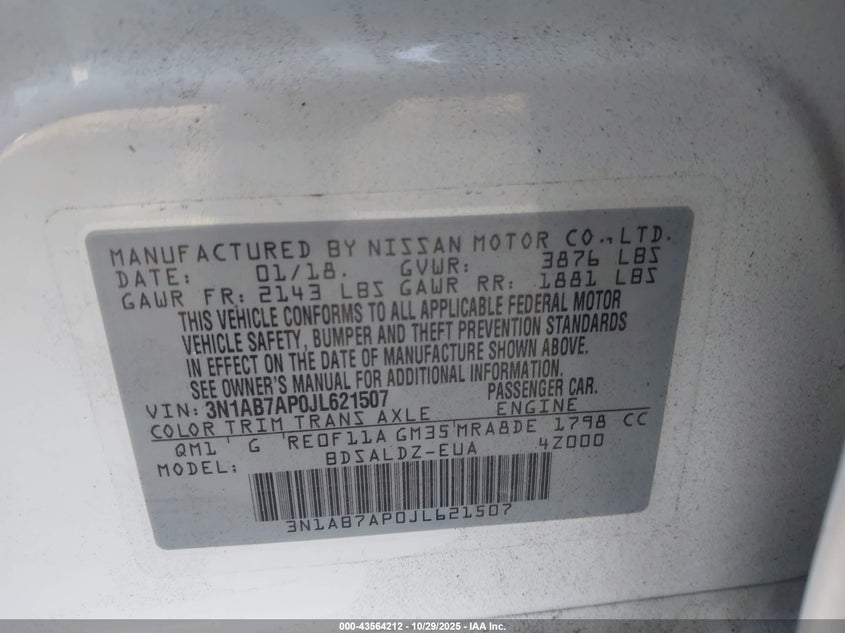 MANUFACTURED BY NISSAN MOTOR CO.,LTD.
DATE: 01/18. GVWR: 3876 LBS
GAWR FR: 2143 LBS GAWR RR: 1881 LBS
THIS VEHICLE CONFORMS TO ALL APPLICABLE FEDERAL MOTOR
VEHICLE SAFETY, BUMPER AND THEFT PREVENTION STANDARDS
IN EFFECT ON THE DATE OF MANUFACTURE SHOWN ABOVE.
SEE OWNER'S MANUAL FOR ADDITIONAL INFORMATION.
VIN: 3N1AB7AP0JL621507 PASSENGER CAR.
COLOR TRIM TRANS AXLE ENGINE
QM1 G RE0F11A GM35 MRA8DE 1798 CC
MODEL: BDSALDZ-EUA 4Z000
3N1AB7AP0JL621507
000-43564212 - 10/29/2025 - IAA Inc.